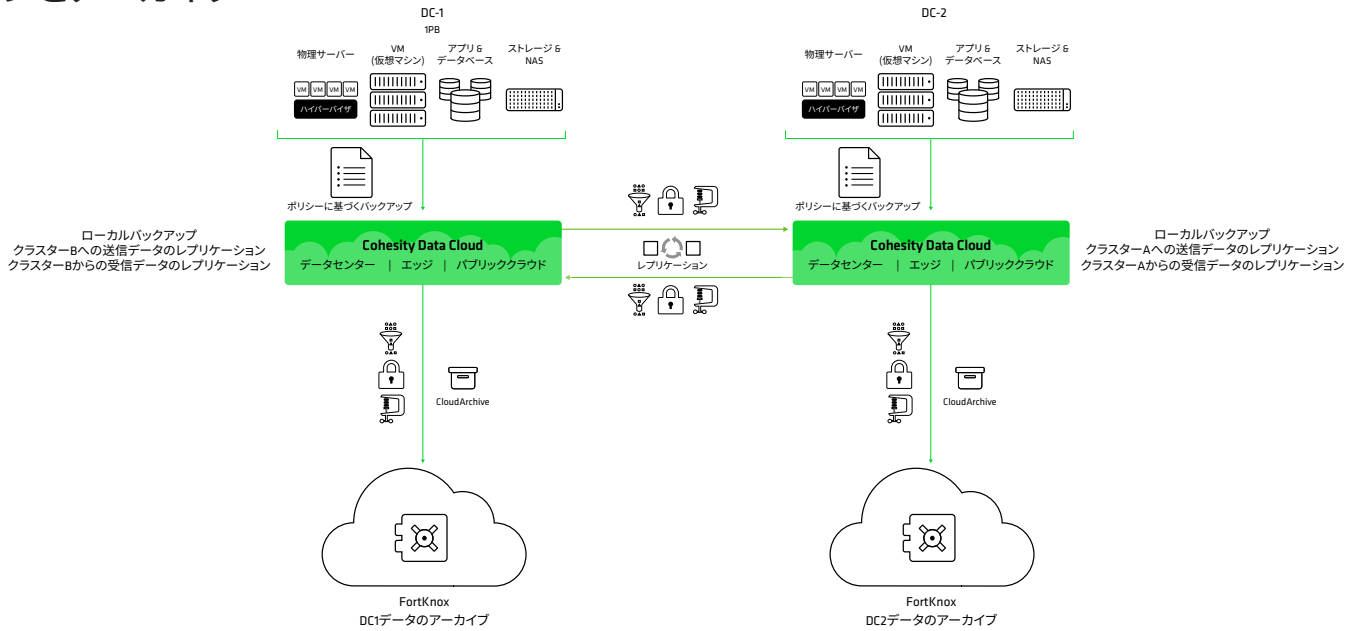 DC-1
1PB
物理サーバー
VM
(仮想マシン)
アプリ &
データベース
ストレージ &
NAS
VM VM VM VM
ハイパーバイザ
ポリシーに基づくバックアップ
ローカルバックアップ
クラスターBへの送信データのレプリケーション
クラスターBからの受信データのレプリケーション
Cohesity Data Cloud
データセンター | エッジ | パブリッククラウド
レプリケーション
CloudArchive
FortKnox
DC1データのアーカイブ
DC-2
物理サーバー
VM
(仮想マシン)
アプリ &
データベース
ストレージ &
NAS
VM VM VM VM
ハイパーバイザ
ポリシーに基づくバックアップ
Cohesity Data Cloud
データセンター | エッジ | パブリッククラウド
ローカルバックアップ
クラスターAへの送信データのレプリケーション
クラスターAからの受信データのレプリケーション
CloudArchive
FortKnox
DC2データのアーカイブ